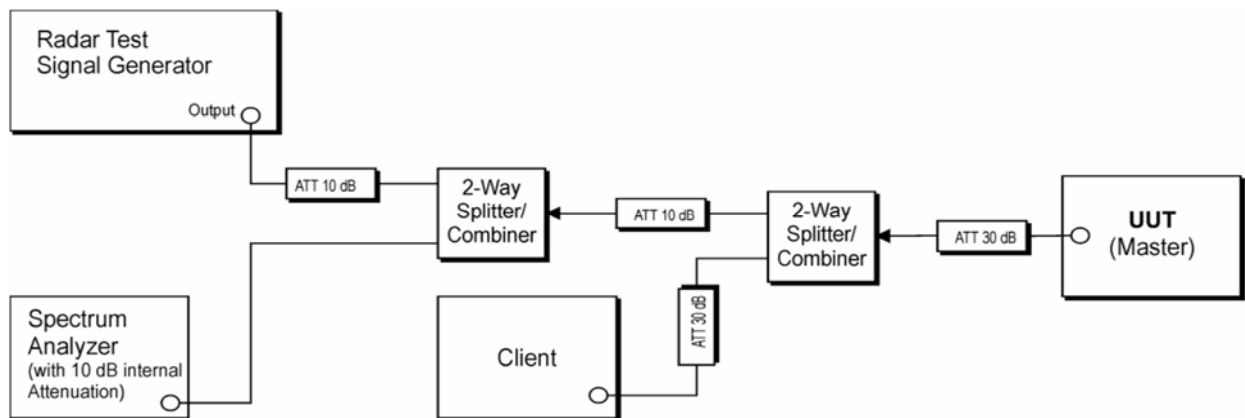 Radar Test
Signal Generator
Output
ATT 10 dB
2-Way
Splitter/
Combiner
ATT 10 dB
2-Way
Splitter/
Combiner
ATT 30 dB
UUT
(Master)
Spectrum
Analyzer
(with 10 dB internal
Attenuation)
Client
ATT 30 dB